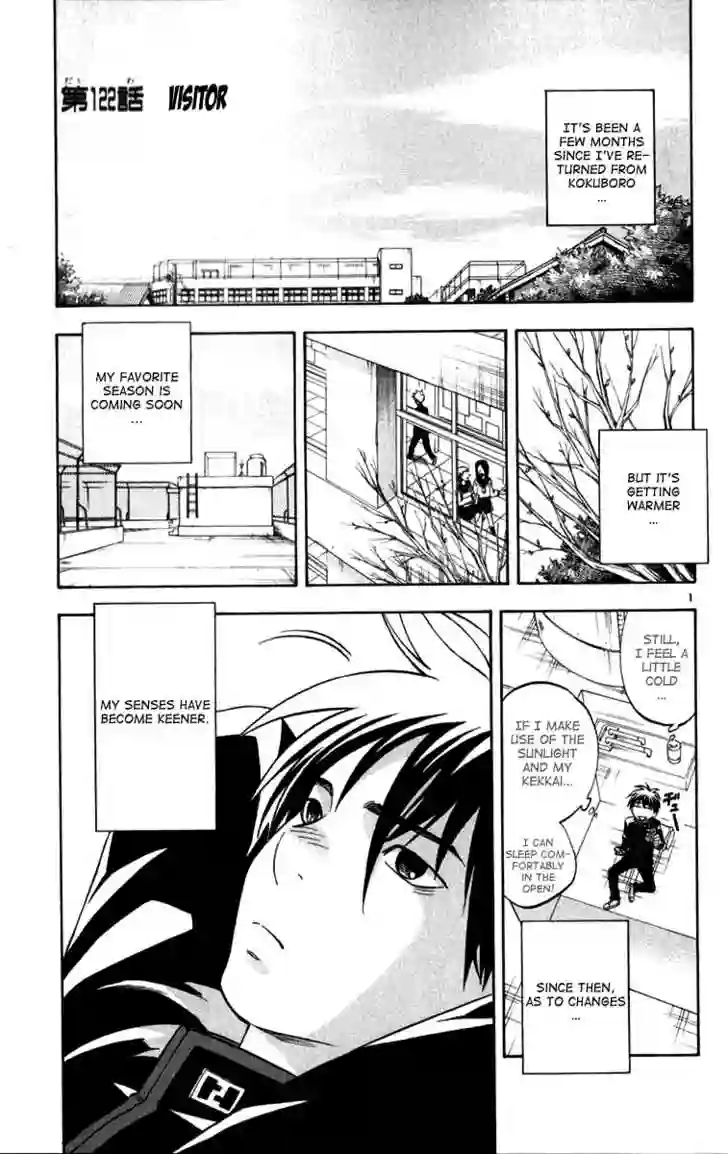 だい わ
第122話 VISITOR
IT'S BEEN A
FEW MONTHS
SINCE I'VE RE-
TURNED FROM
KOKUBORO
...
BUT IT'S
GETTING
WARMER
...
MY FAVORITE
SEASON IS
COMING SOON
...
1
STILL,
I FEEL A
LITTLE
COLD
...
IF I MAKE
USE OF THE
SUNLIGHT
AND MY
KEKKAI...
I CAN
SLEEP COM-
FORTABLY
IN THE
OPEN!
SINCE THEN,
AS TO CHANGES
...
MY SENSES HAVE
BECOME KEENER.